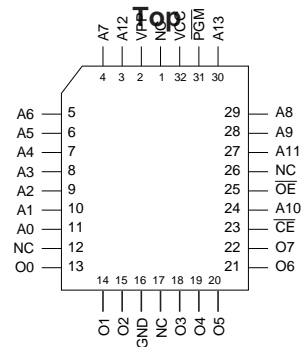 Top
A7 A12 VPP NC VCC PGM A13
4 3 2 1 32 31 30
A6 5 29 A8
A5 6 28 A9
A4 7 27 A11
A3 8 26 NC
A2 9 25 OE
A1 10 24 A10
A0 11 23 CE
NC 12 22 O7
O0 13 21 O6
14 15 16 17 18 19 20
O1 O2 GND NC O3 O4 O5